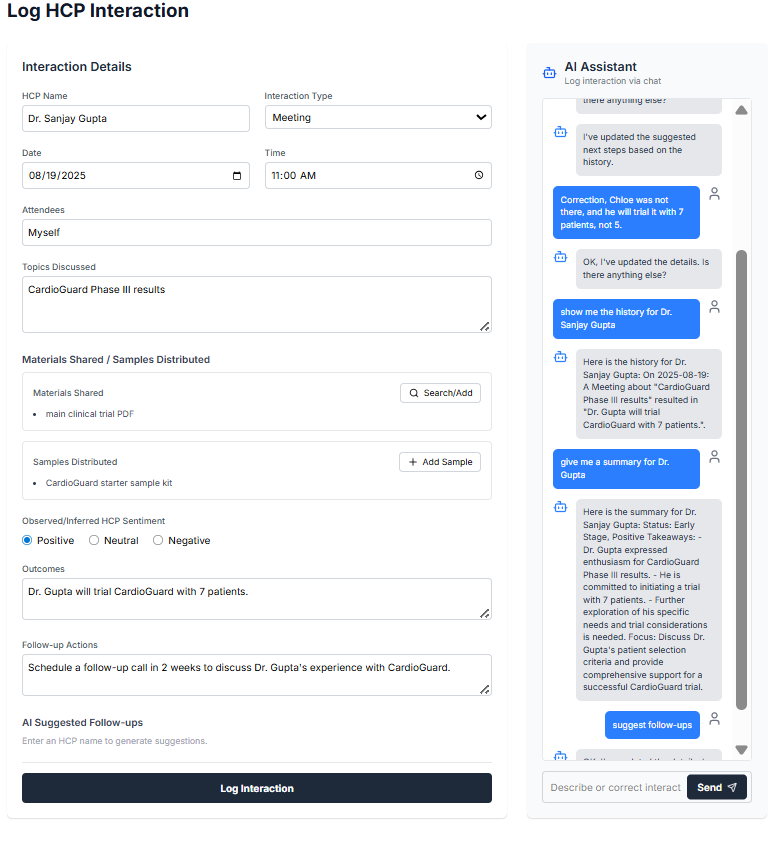 Log HCP Interaction
Interaction Details
HCP Name
Interaction Type
Dr. Sanjay Gupta
Meeting
Date
Time
08/19/2025
11:00 AM
Attendees
Myself
Topics Discussed
CardioGuard Phase III results
Materials Shared / Samples Distributed
Materials Shared
Search/Add
main clinical trial PDF
Samples Distributed
Add Sample
CardioGuard starter sample kit
Observed/Inferred HCP Sentiment
Positive
Neutral
Negative
Outcomes
Dr. Gupta will trial CardioGuard with 7 patients.
Follow-up Actions
Schedule a follow-up call in 2 weeks to discuss Dr. Gupta's experience with CardioGuard.
AI Suggested Follow-ups
Enter an HCP name to generate suggestions.
Log Interaction
AI Assistant
Log interaction via chat
there anything else?
I've updated the suggested
next steps based on the
history.
Correction, Chloe was not
there, and he will trial it with 7
patients, not 5.
OK, I've updated the details. Is
there anything else?
show me the history for Dr.
Sanjay Gupta
Here is the history for Dr.
Sanjay Gupta: On 2025-08-19:
A Meeting about "CardioGuard
Phase III results" resulted in
"Dr. Gupta will trial
CardioGuard with 7 patients.".
give me a summary for Dr.
Gupta
Here is the summary for Dr.
Sanjay Gupta: Status: Early
Stage, Positive Takeaways: -
Dr. Gupta expressed
enthusiasm for CardioGuard
Phase III results. - He is
committed to initiating a trial
with 7 patients. - Further
exploration of his specific
needs and trial considerations
is needed. Focus: Discuss Dr.
Gupta's patient selection
criteria and provide
comprehensive support for a
successful CardioGuard trial.
suggest follow-ups
Describe or correct interact
Send